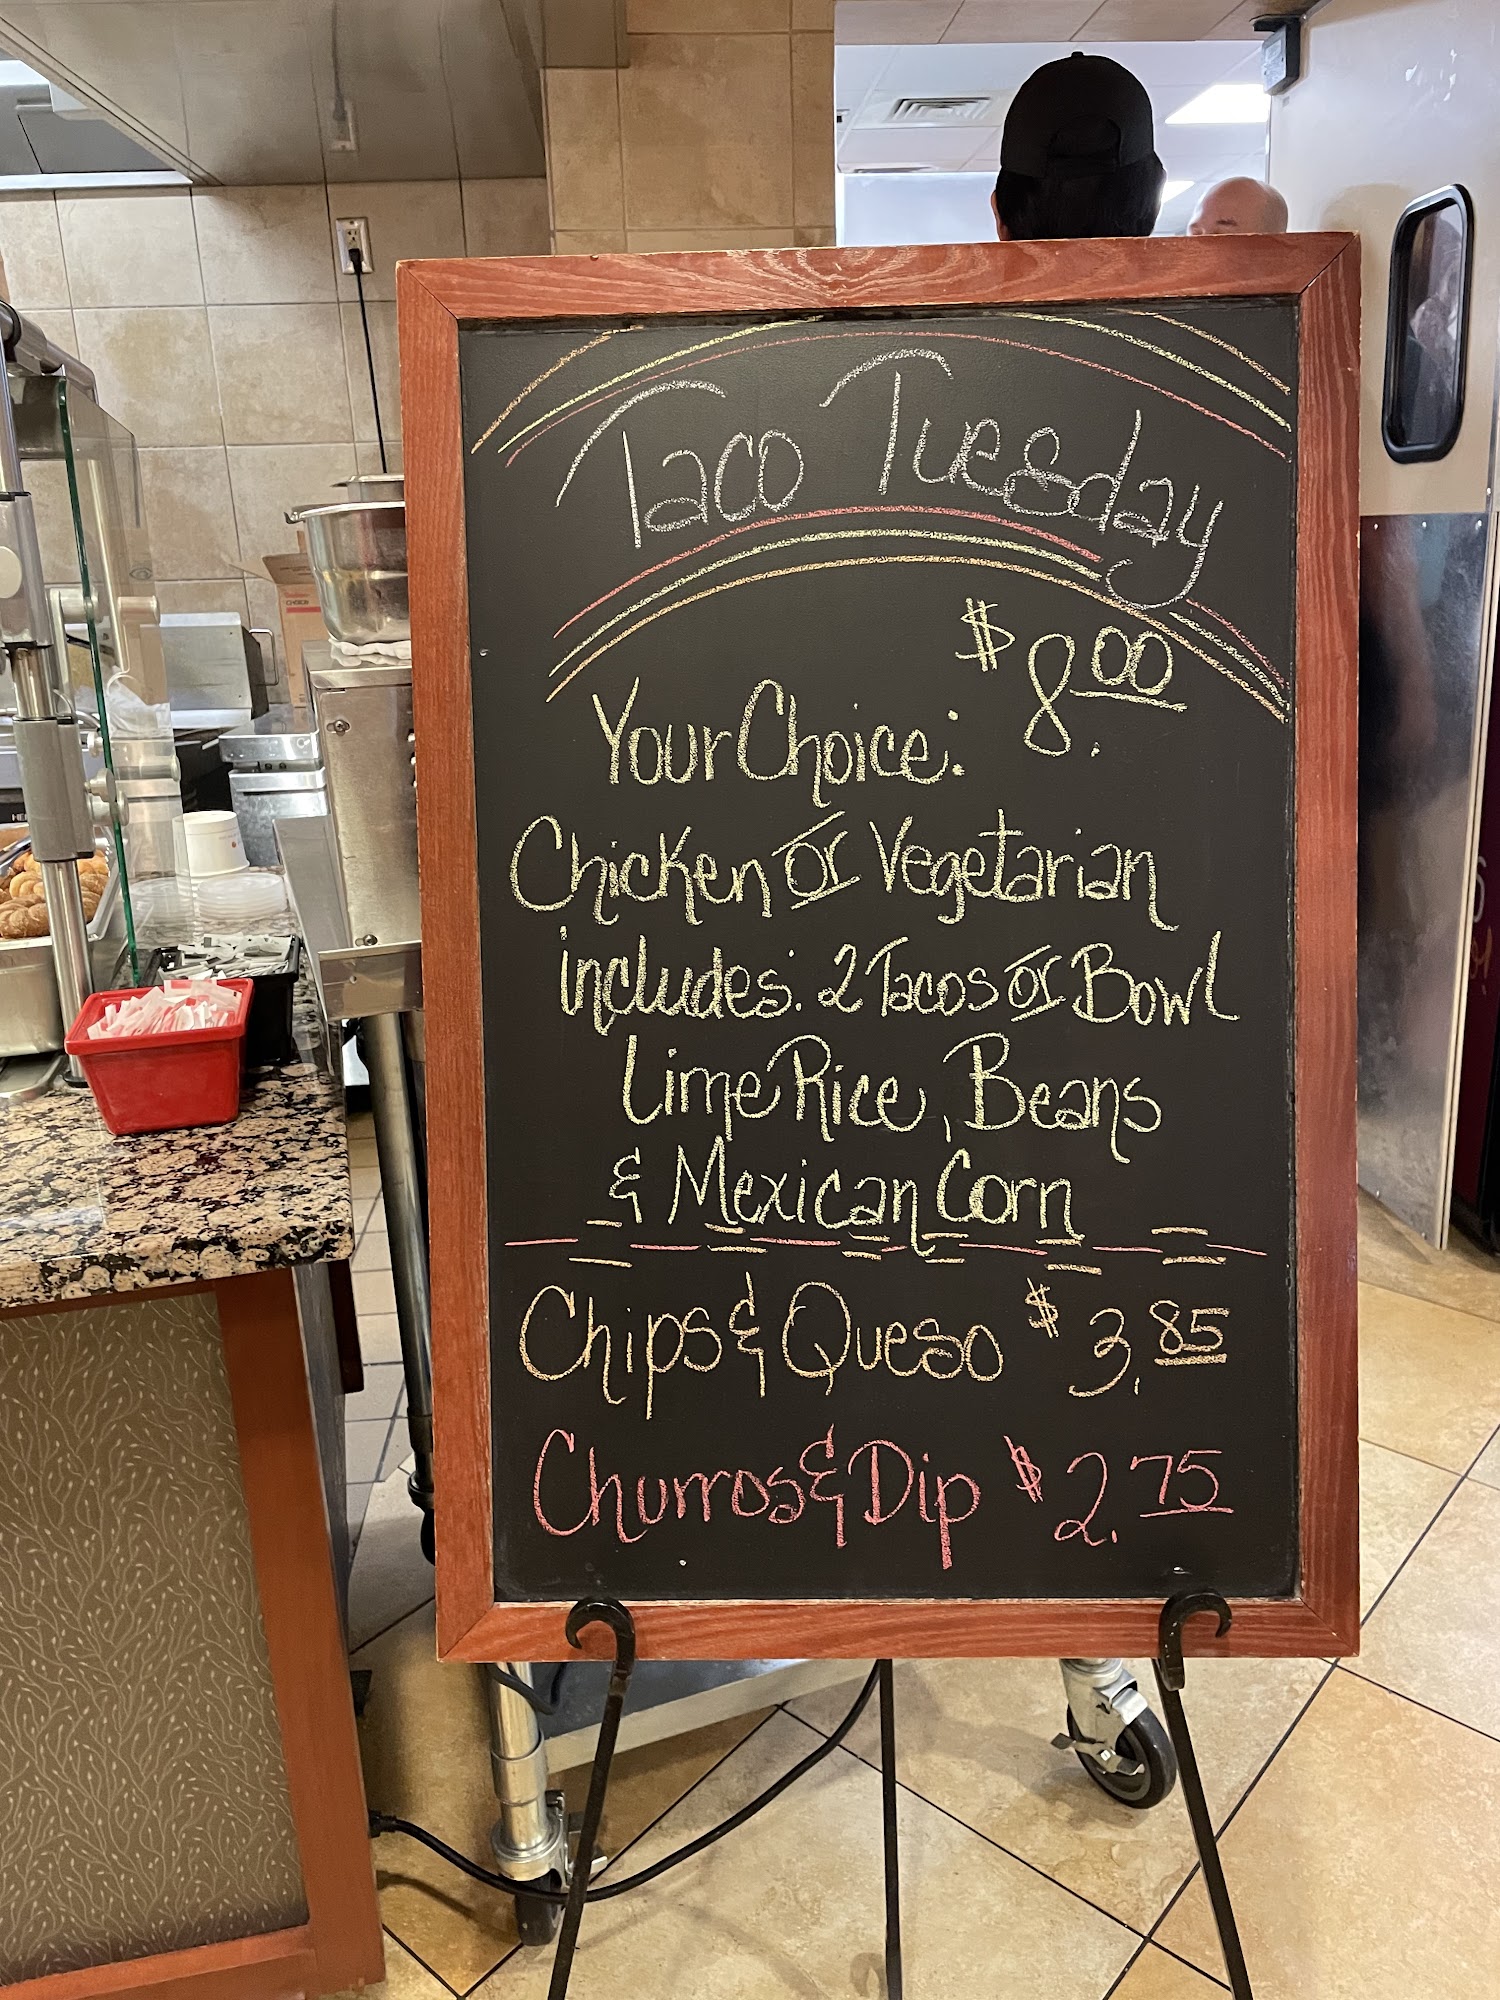 Taco Tuesday
$8.00
Your Choice:
Chicken or Vegetarian
includes: 2 Tacos or Bowl
Lime Rice, Beans
& Mexican Corn
Chips & Queso $3.85
Churros & Dip $2.75